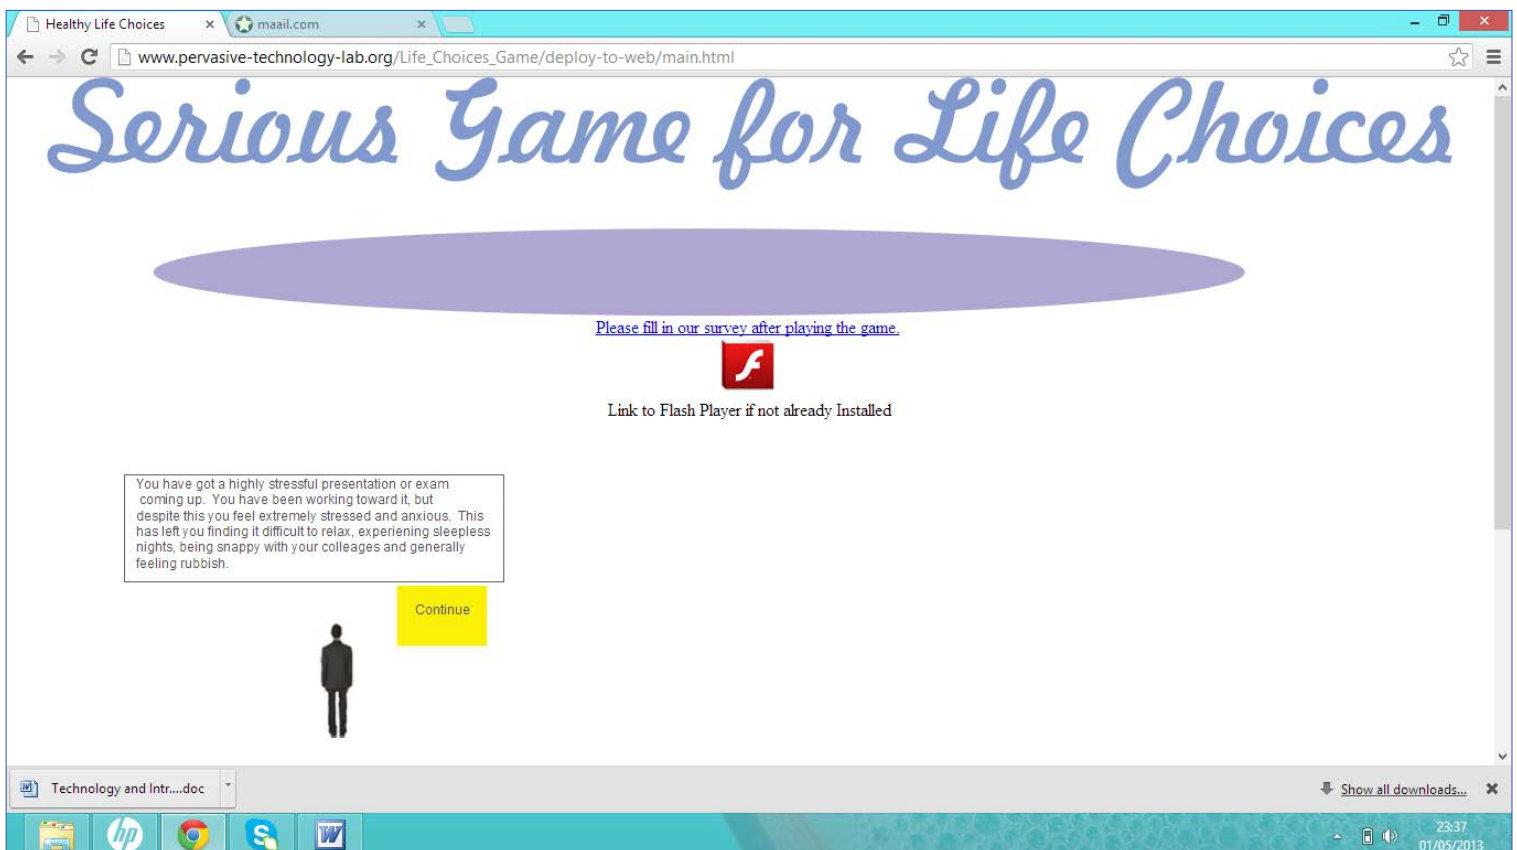 Healthy Life Choices
maail.com
www.pervasive-technology-lab.org/Life_Choices_Game/deploy-to-web/main.html
Serious Game for Life Choices
Please fill in our survey after playing the game.
Link to Flash Player if not already Installed
You have got a highly stressful presentation or exam
coming up. You have been working toward it, but
despite this you feel extremely stressed and anxious. This
has left you finding it difficult to relax, experiening sleepless
nights, being snappy with your colleages and generally
feeling rubbish.
Continue
Technology and Intr....doc
Show all downloads...
hp
S
W
23:37
01/05/2013